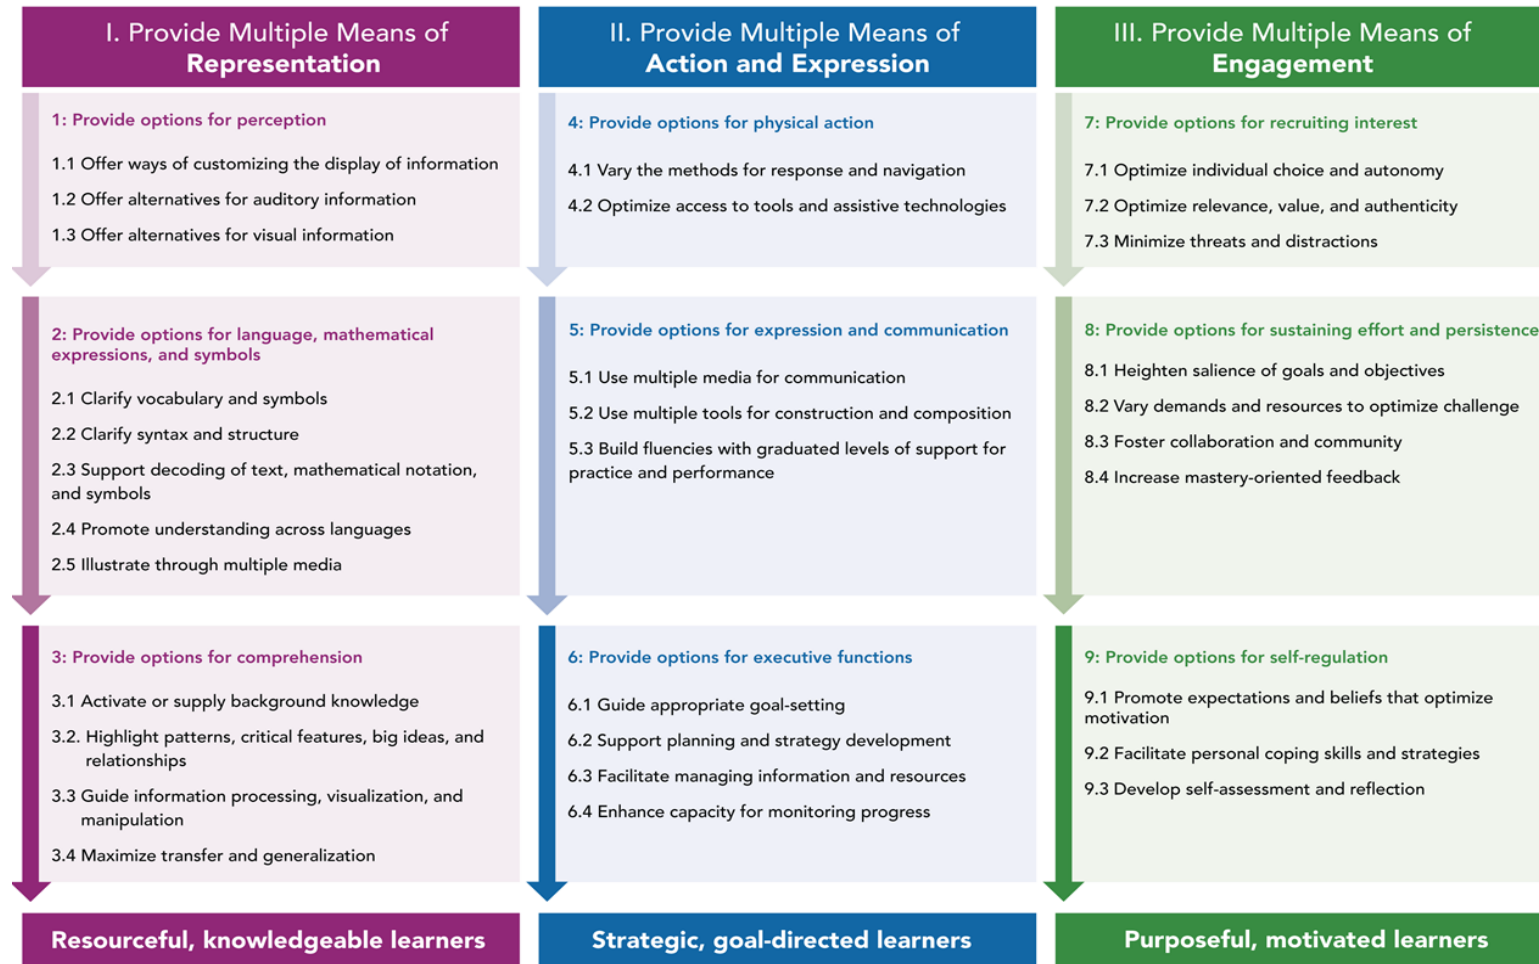 I. Provide Multiple Means of
Representation
1: Provide options for perception
1.1 Offer ways of customizing the display of information
1.2 Offer alternatives for auditory information
1.3 Offer alternatives for visual information
2: Provide options for language, mathematical
expressions, and symbols
2.1 Clarify vocabulary and symbols
2.2 Clarify syntax and structure
2.3 Support decoding of text, mathematical notation,
and symbols
2.4 Promote understanding across languages
2.5 Illustrate through multiple media
3: Provide options for comprehension
3.1 Activate or supply background knowledge
3.2. Highlight patterns, critical features, big ideas, and
relationships
3.3 Guide information processing, visualization, and
manipulation
3.4 Maximize transfer and generalization
Resourceful, knowledgeable learners
II. Provide Multiple Means of
Action and Expression
4: Provide options for physical action
4.1 Vary the methods for response and navigation
4.2 Optimize access to tools and assistive technologies
5: Provide options for expression and communication
5.1 Use multiple media for communication
5.2 Use multiple tools for construction and composition
5.3 Build fluencies with graduated levels of support for
practice and performance
6: Provide options for executive functions
6.1 Guide appropriate goal-setting
6.2 Support planning and strategy development
6.3 Facilitate managing information and resources
6.4 Enhance capacity for monitoring progress
Strategic, goal-directed learners
III. Provide Multiple Means of
Engagement
7: Provide options for recruiting interest
7.1 Optimize individual choice and autonomy
7.2 Optimize relevance, value, and authenticity
7.3 Minimize threats and distractions
8: Provide options for sustaining effort and persistence
8.1 Heighten salience of goals and objectives
8.2 Vary demands and resources to optimize challenge
8.3 Foster collaboration and community
8.4 Increase mastery-oriented feedback
9: Provide options for self-regulation
9.1 Promote expectations and beliefs that optimize
motivation
9.2 Facilitate personal coping skills and strategies
9.3 Develop self-assessment and reflection
Purposeful, motivated learners